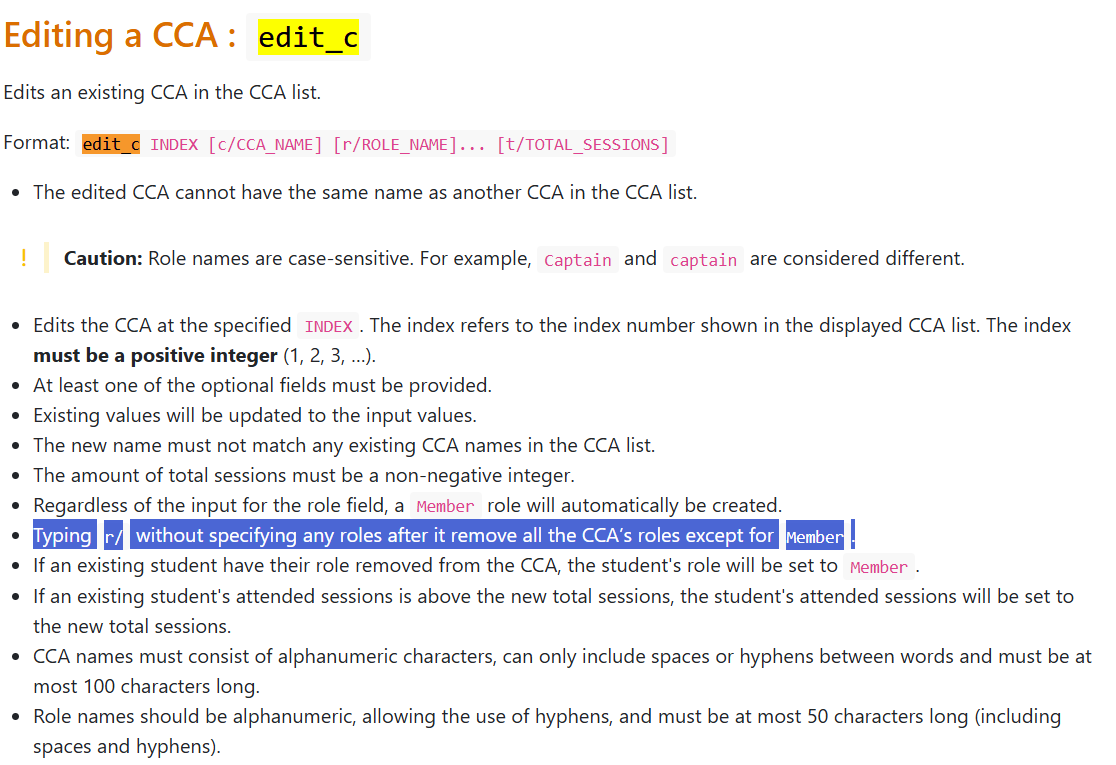 Editing a CCA : edit_c
Edits an existing CCA in the CCA list.
Format: edit_c INDEX [c/CCA_NAME] [r/ROLE_NAME]... [t/TOTAL_SESSIONS]
• The edited CCA cannot have the same name as another CCA in the CCA list.
! Caution: Role names are case-sensitive. For example, Captain and captain are considered different.
• Edits the CCA at the specified INDEX. The index refers to the index number shown in the displayed CCA list. The index
must be a positive integer (1, 2, 3, …).
• At least one of the optional fields must be provided.
• Existing values will be updated to the input values.
• The new name must not match any existing CCA names in the CCA list.
• The amount of total sessions must be a non-negative integer.
• Regardless of the input for the role field, a Member role will automatically be created.
• Typing r/ without specifying any roles after it remove all the CCA’s roles except for Member.
• If an existing student have their role removed from the CCA, the student's role will be set to Member.
• If an existing student's attended sessions is above the new total sessions, the student's attended sessions will be set to
the new total sessions.
• CCA names must consist of alphanumeric characters, can only include spaces or hyphens between words and must be at
most 100 characters long.
• Role names should be alphanumeric, allowing the use of hyphens, and must be at most 50 characters long (including
spaces and hyphens).